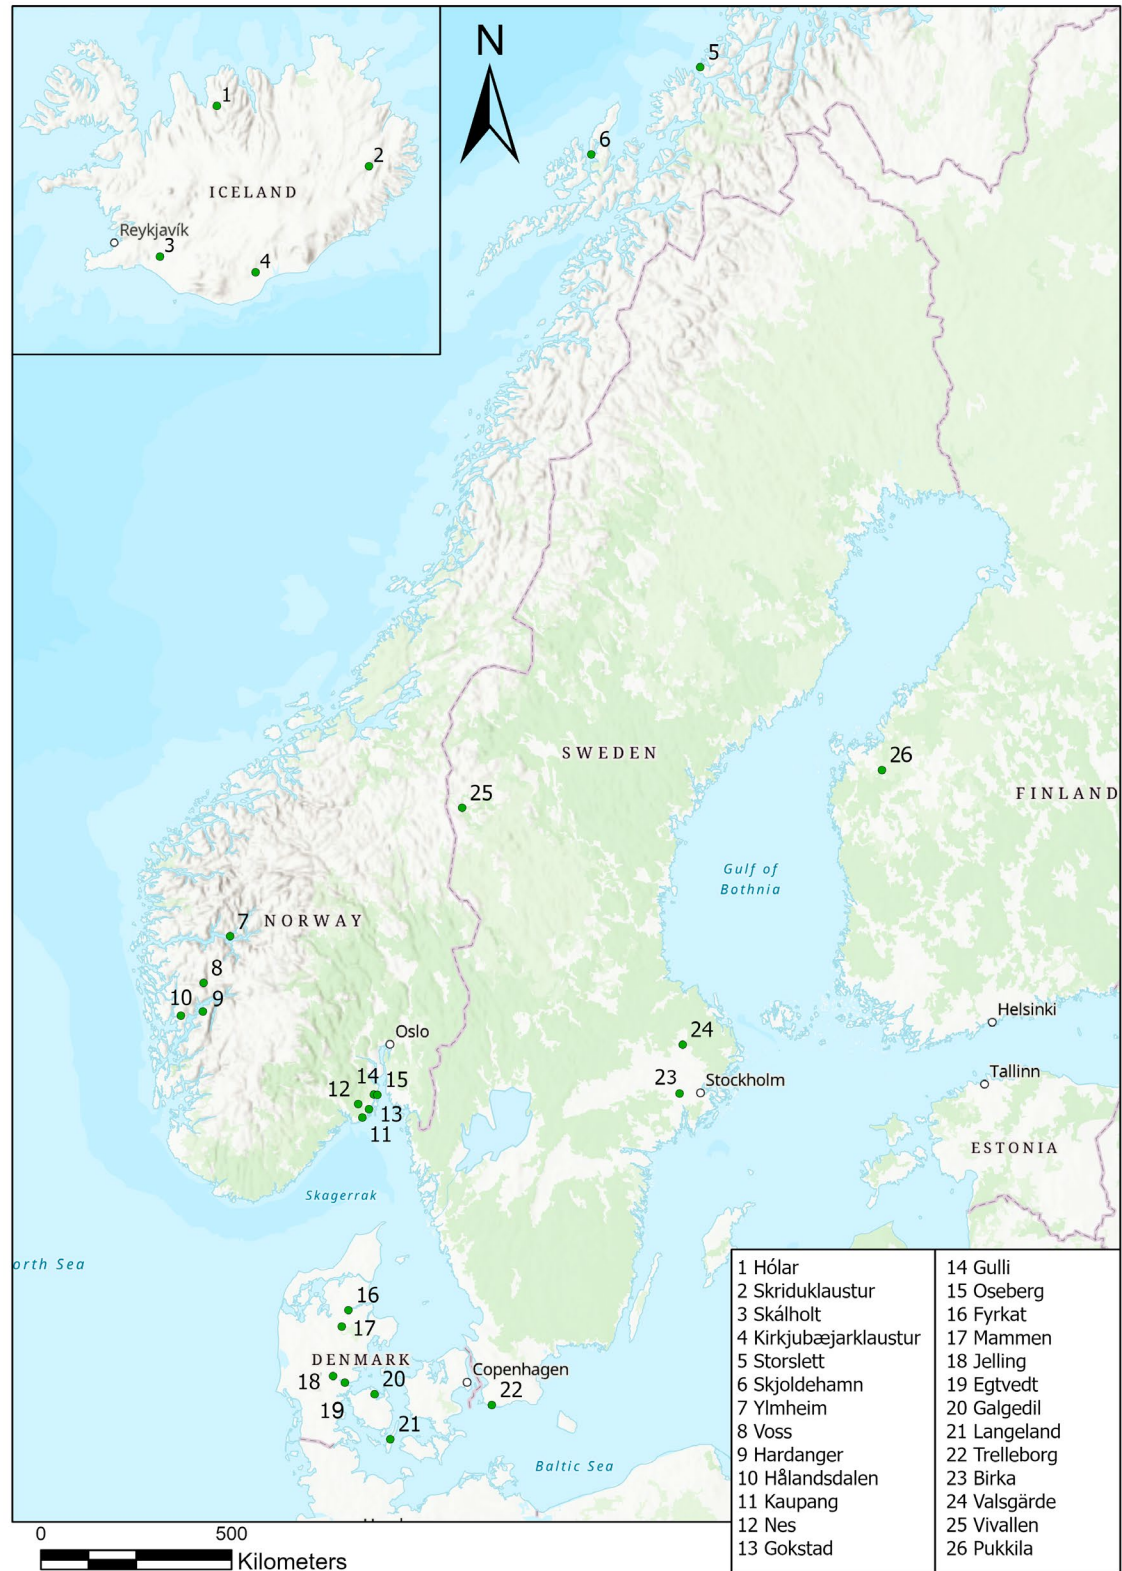 N
5
1
6
2
ICELAND
Reykjavík
3
4
SWEDEN
26
FINLAND
25
Gulf of
Bothnia
7
NORWAY
8
10
9
Helsinki
Oslo
24
Tallinn
14
15
12
23
Stockholm
13
11
ESTONIA
Skagerrak
orth Sea
16
17
DENMARK
Copenhagen
18
20
22
19
21
Baltic Sea
1 Hólar
2 Skriduklaustur
3 Skálholt
4 Kirkjubæjarklaustur
5 Storslett
6 Skjoldehamn
7 Ylmheim
8 Voss
9 Hardanger
10 Hålandsdalen
11 Kaupang
12 Nes
13 Gokstad
14 Gulli
15 Oseberg
16 Fyrkat
17 Mammen
18 Jelling
19 Egtvedt
20 Galgedil
21 Langeland
22 Trelleborg
23 Birka
24 Valsgärde
25 Vivallen
26 Pukkila
0 500
Kilometers